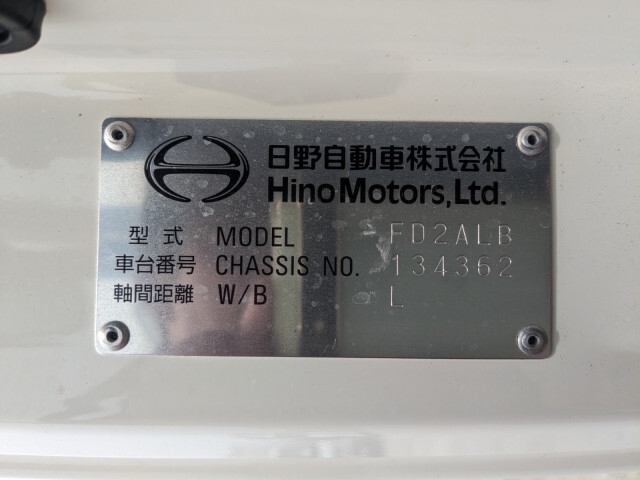 日野自動車株式会社
Hino Motors, Ltd.
型式 MODEL FD2ALB
車台番号 CHASSIS NO. 134362
軸間距離 W/B L